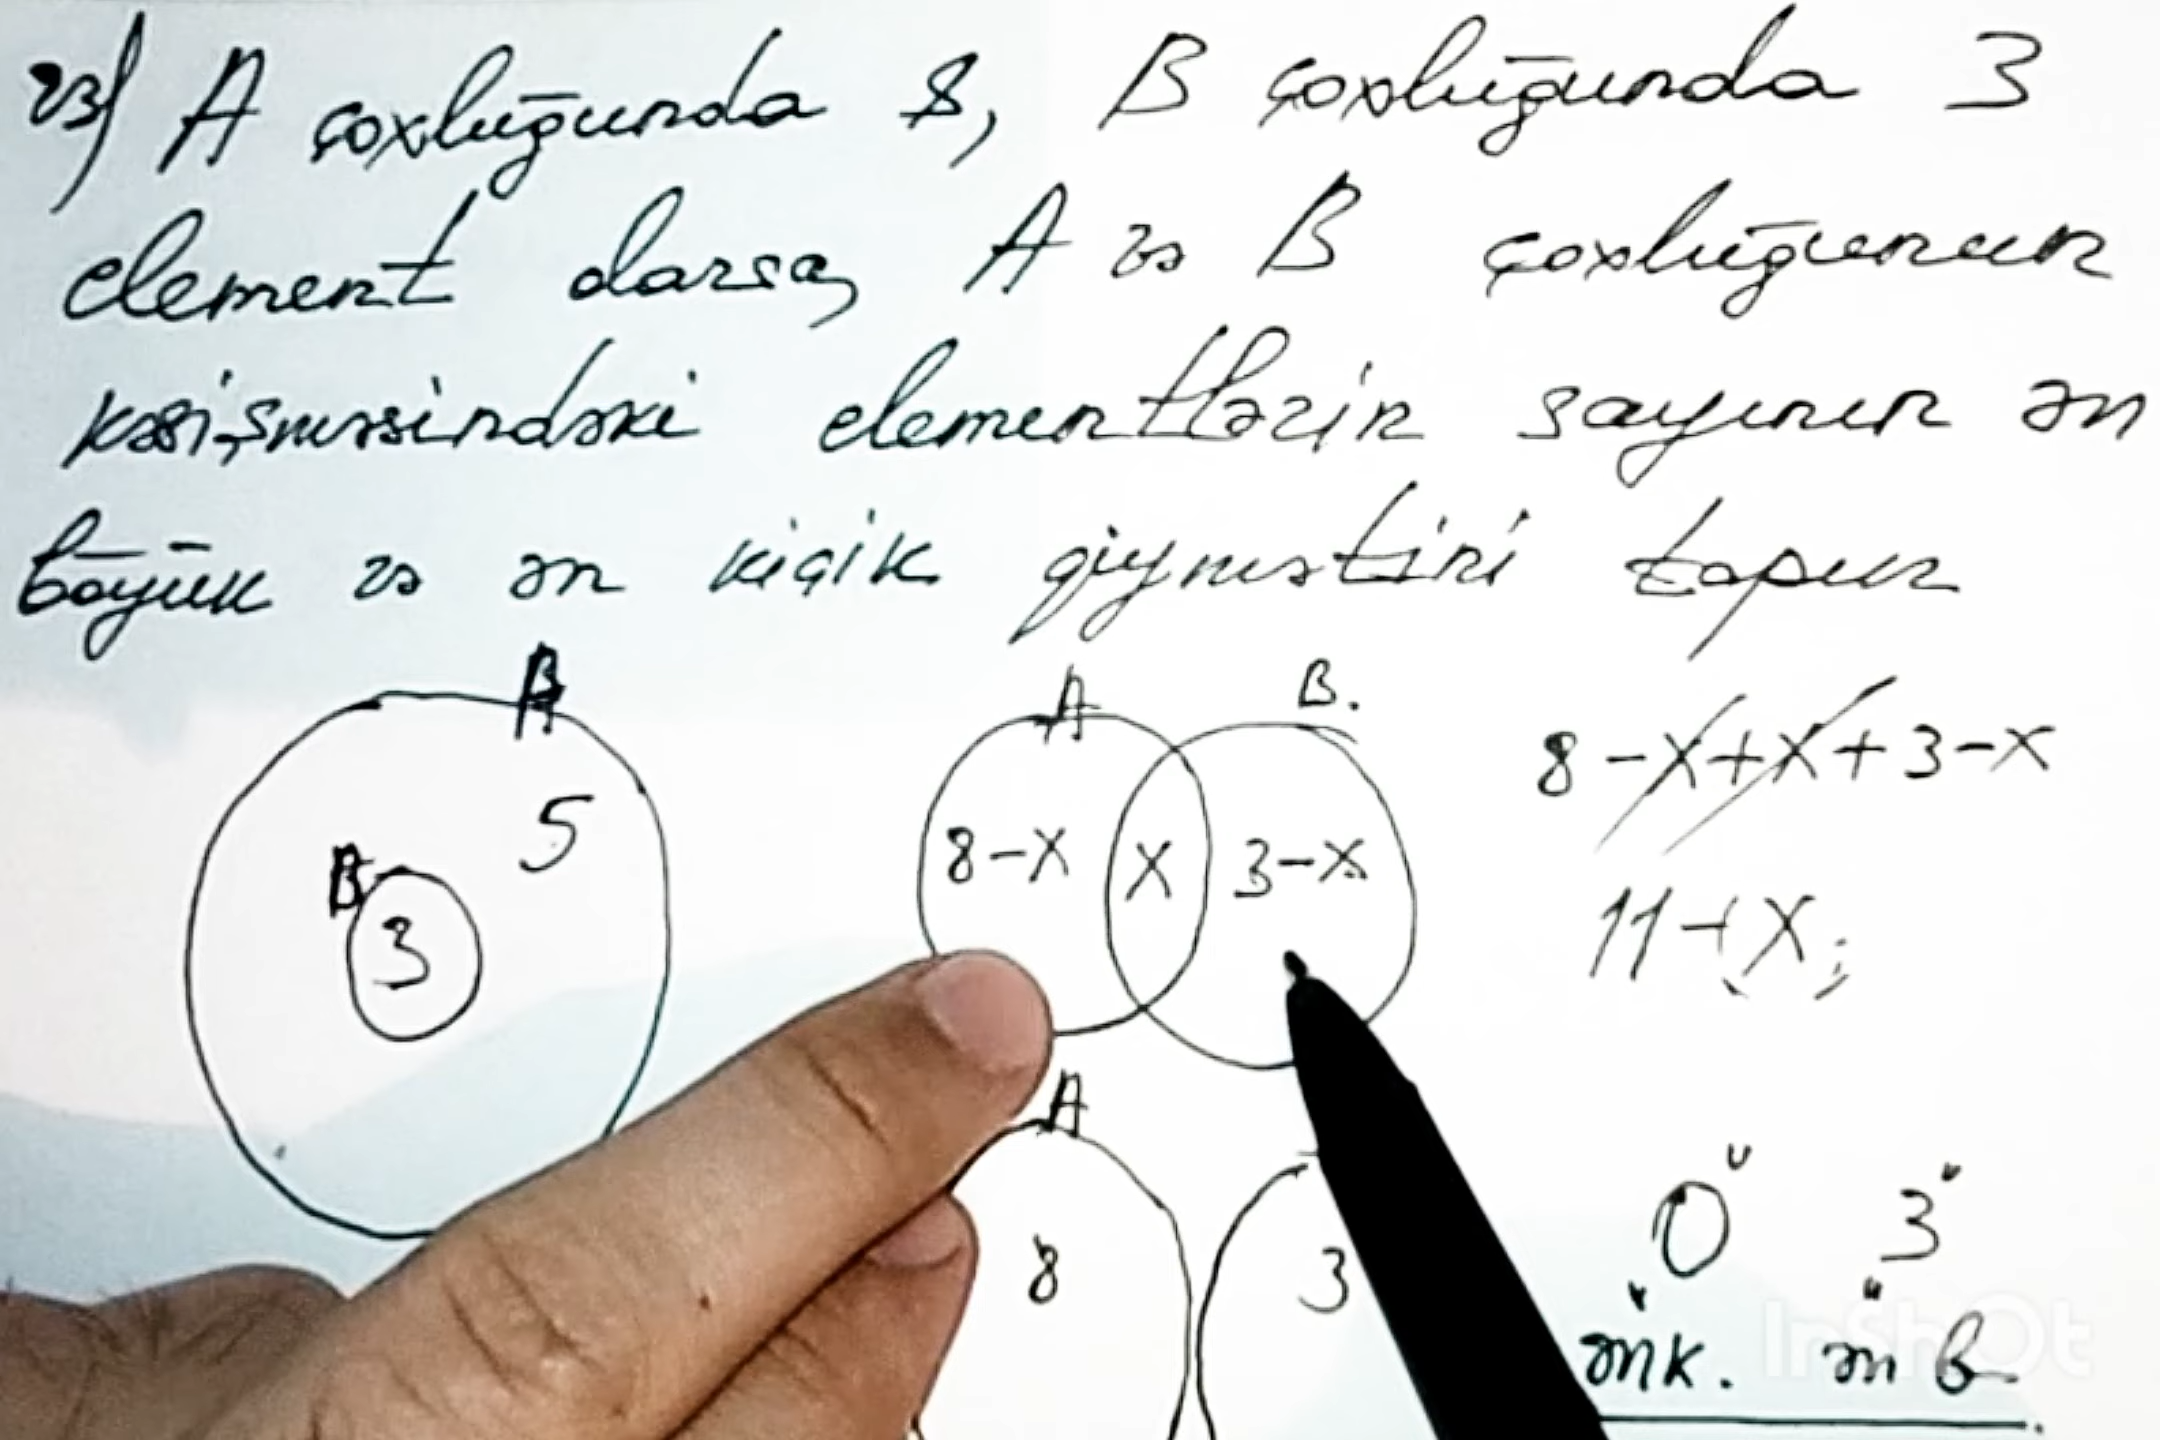 23) A çoxluğunda 8, B çoxluğunda 3
element olarsa, A və B çoxluğunun
kəsişməsindəki elementlərin sayının ən
böyük və ən kiçik qiymətini tapın
B
5
B
3
A B.
8-x x 3-x
8-x+x+3-x
11-x;
A
8 3
0 3
ən k. ən b
InShOt